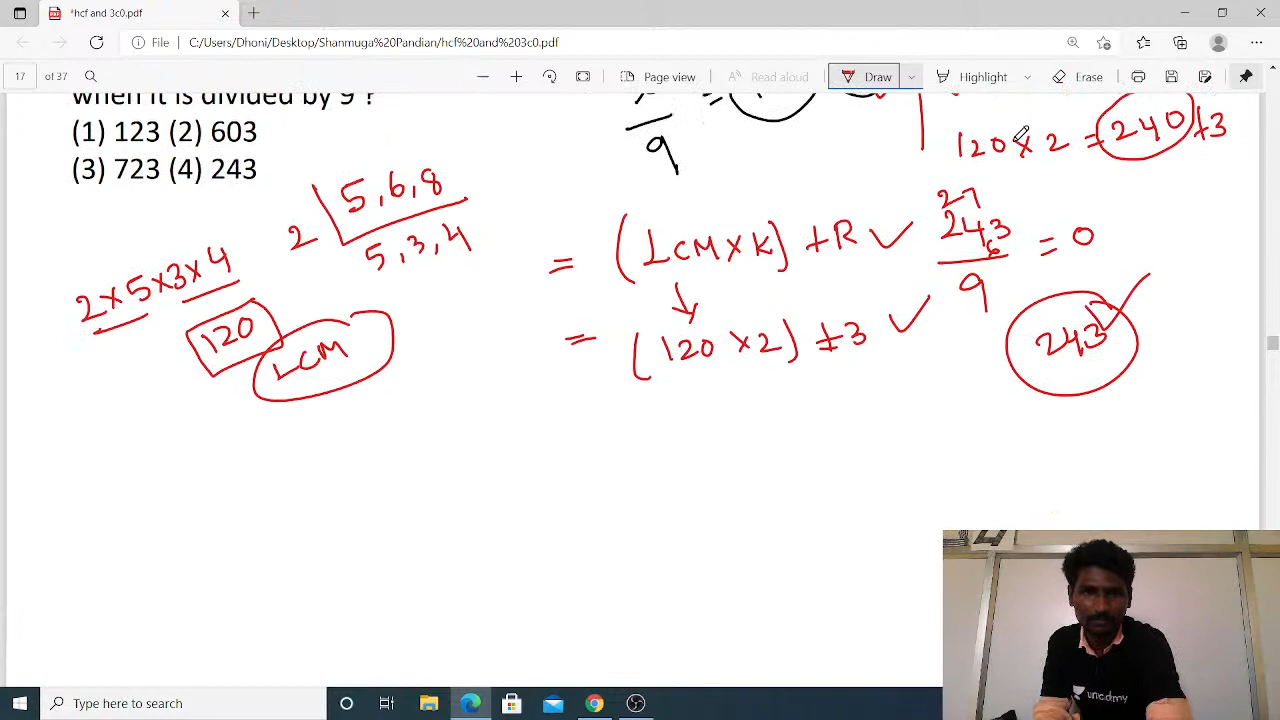 *hcf and 3c0.pdf
File C:/Users/Dhoni/Desktop/Shanmuga%20Pandian/hcf%20and%203c0.pdf
17 of 37 Page view Read aloud Draw Highlight Erase
when it is divided by 9 ?
(1) 123 (2) 603
(3) 723 (4) 243
9
120 x 2 = 240 +3
2 5,6,8
5,3,4
2 x 5 x 3 x 4
120
LCM
= (LCM x K) + R
= (120 x 2) + 3
27
243
6
= 0
9
243
unacademy
Type here to search